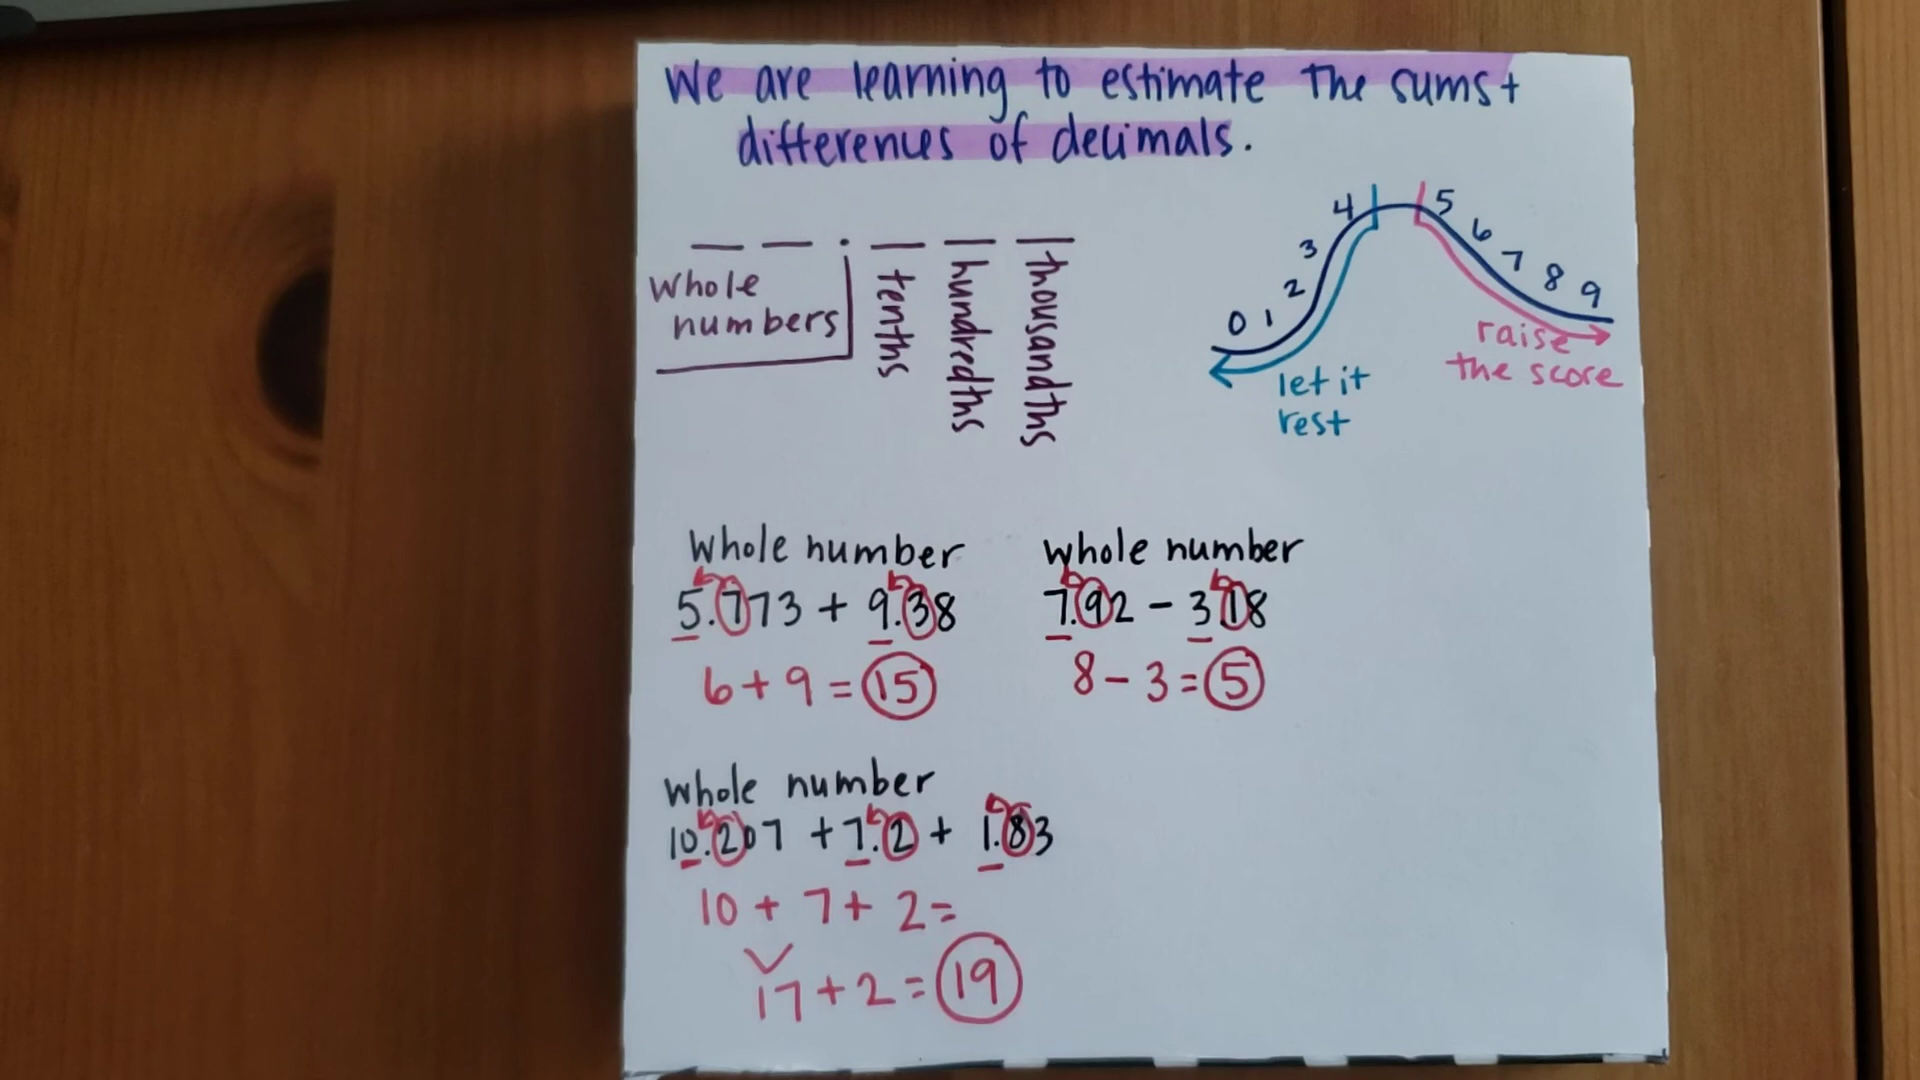 We are learning to estimate the sums +
differences of decimals.
whole
numbers
tenths
hundredths
thousandths
0 1 2 3 4 5 6 7 8 9
let it
rest
raise
the score
whole number
5.773 + 9.38
6 + 9 = 15
whole number
7.92 - 3.18
8 - 3 = 5
whole number
10.207 + 7.2 + 1.83
10 + 7 + 2 =
17 + 2 = 19